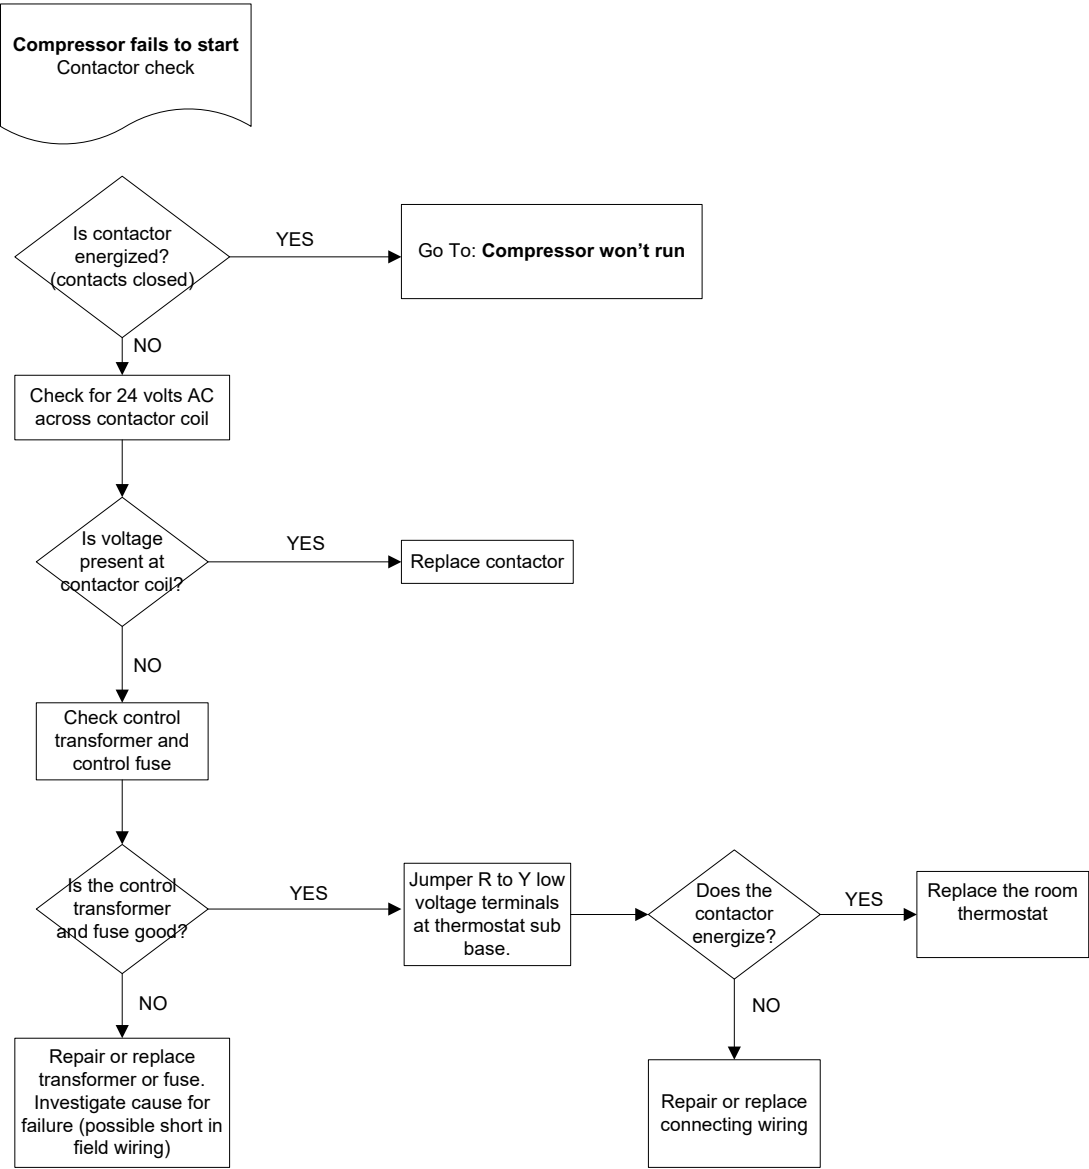 Compressor fails to start
Contactor check
Is contactor
energized?
(contacts closed)
YES
Go To: Compressor won't run
NO
Check for 24 volts AC
across contactor coil
Is voltage
present at
contactor coil?
YES
Replace contactor
NO
Check control
transformer and
control fuse
Is the control
transformer
and fuse good?
YES
Jumper R to Y low
voltage terminals
at thermostat sub
base.
Does the
contactor
energize?
YES
Replace the room
thermostat
NO
Repair or replace
transformer or fuse.
Investigate cause for
failure (possible short in
field wiring)
NO
Repair or replace
connecting wiring